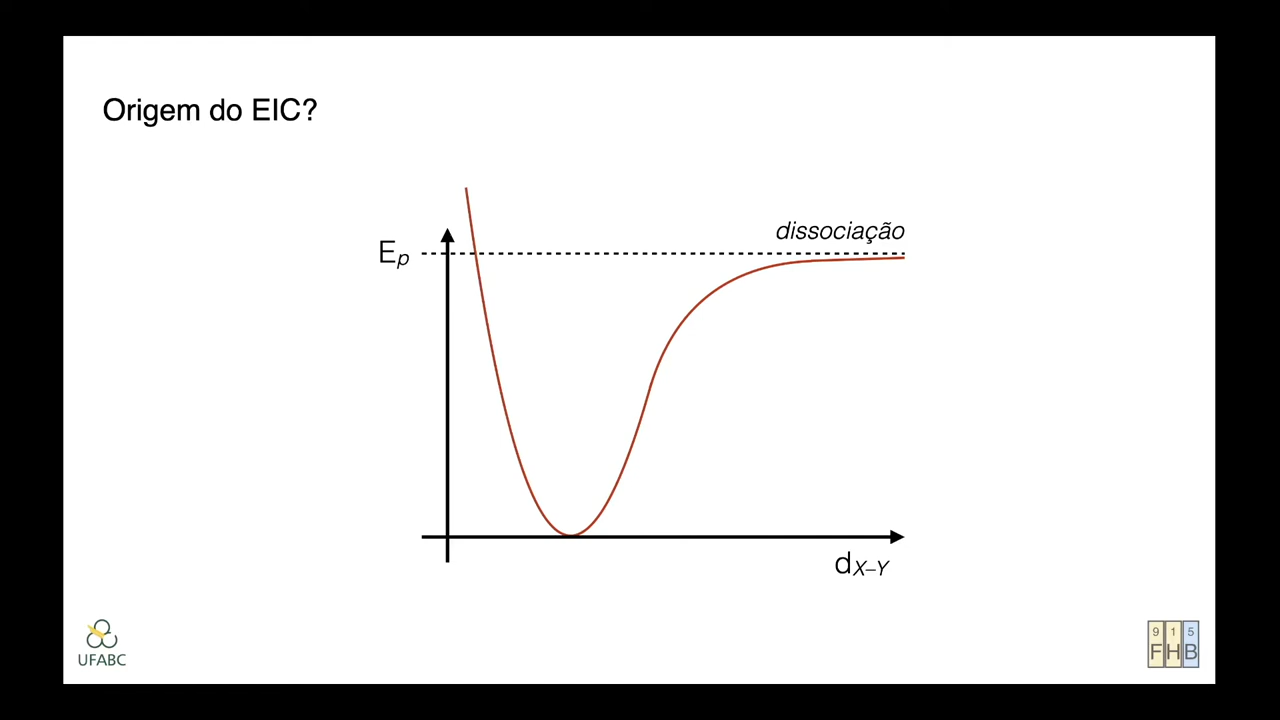 Origem do EIC?
dissociação
Ep
dX–Y
UFABC
9 1 5
F H B